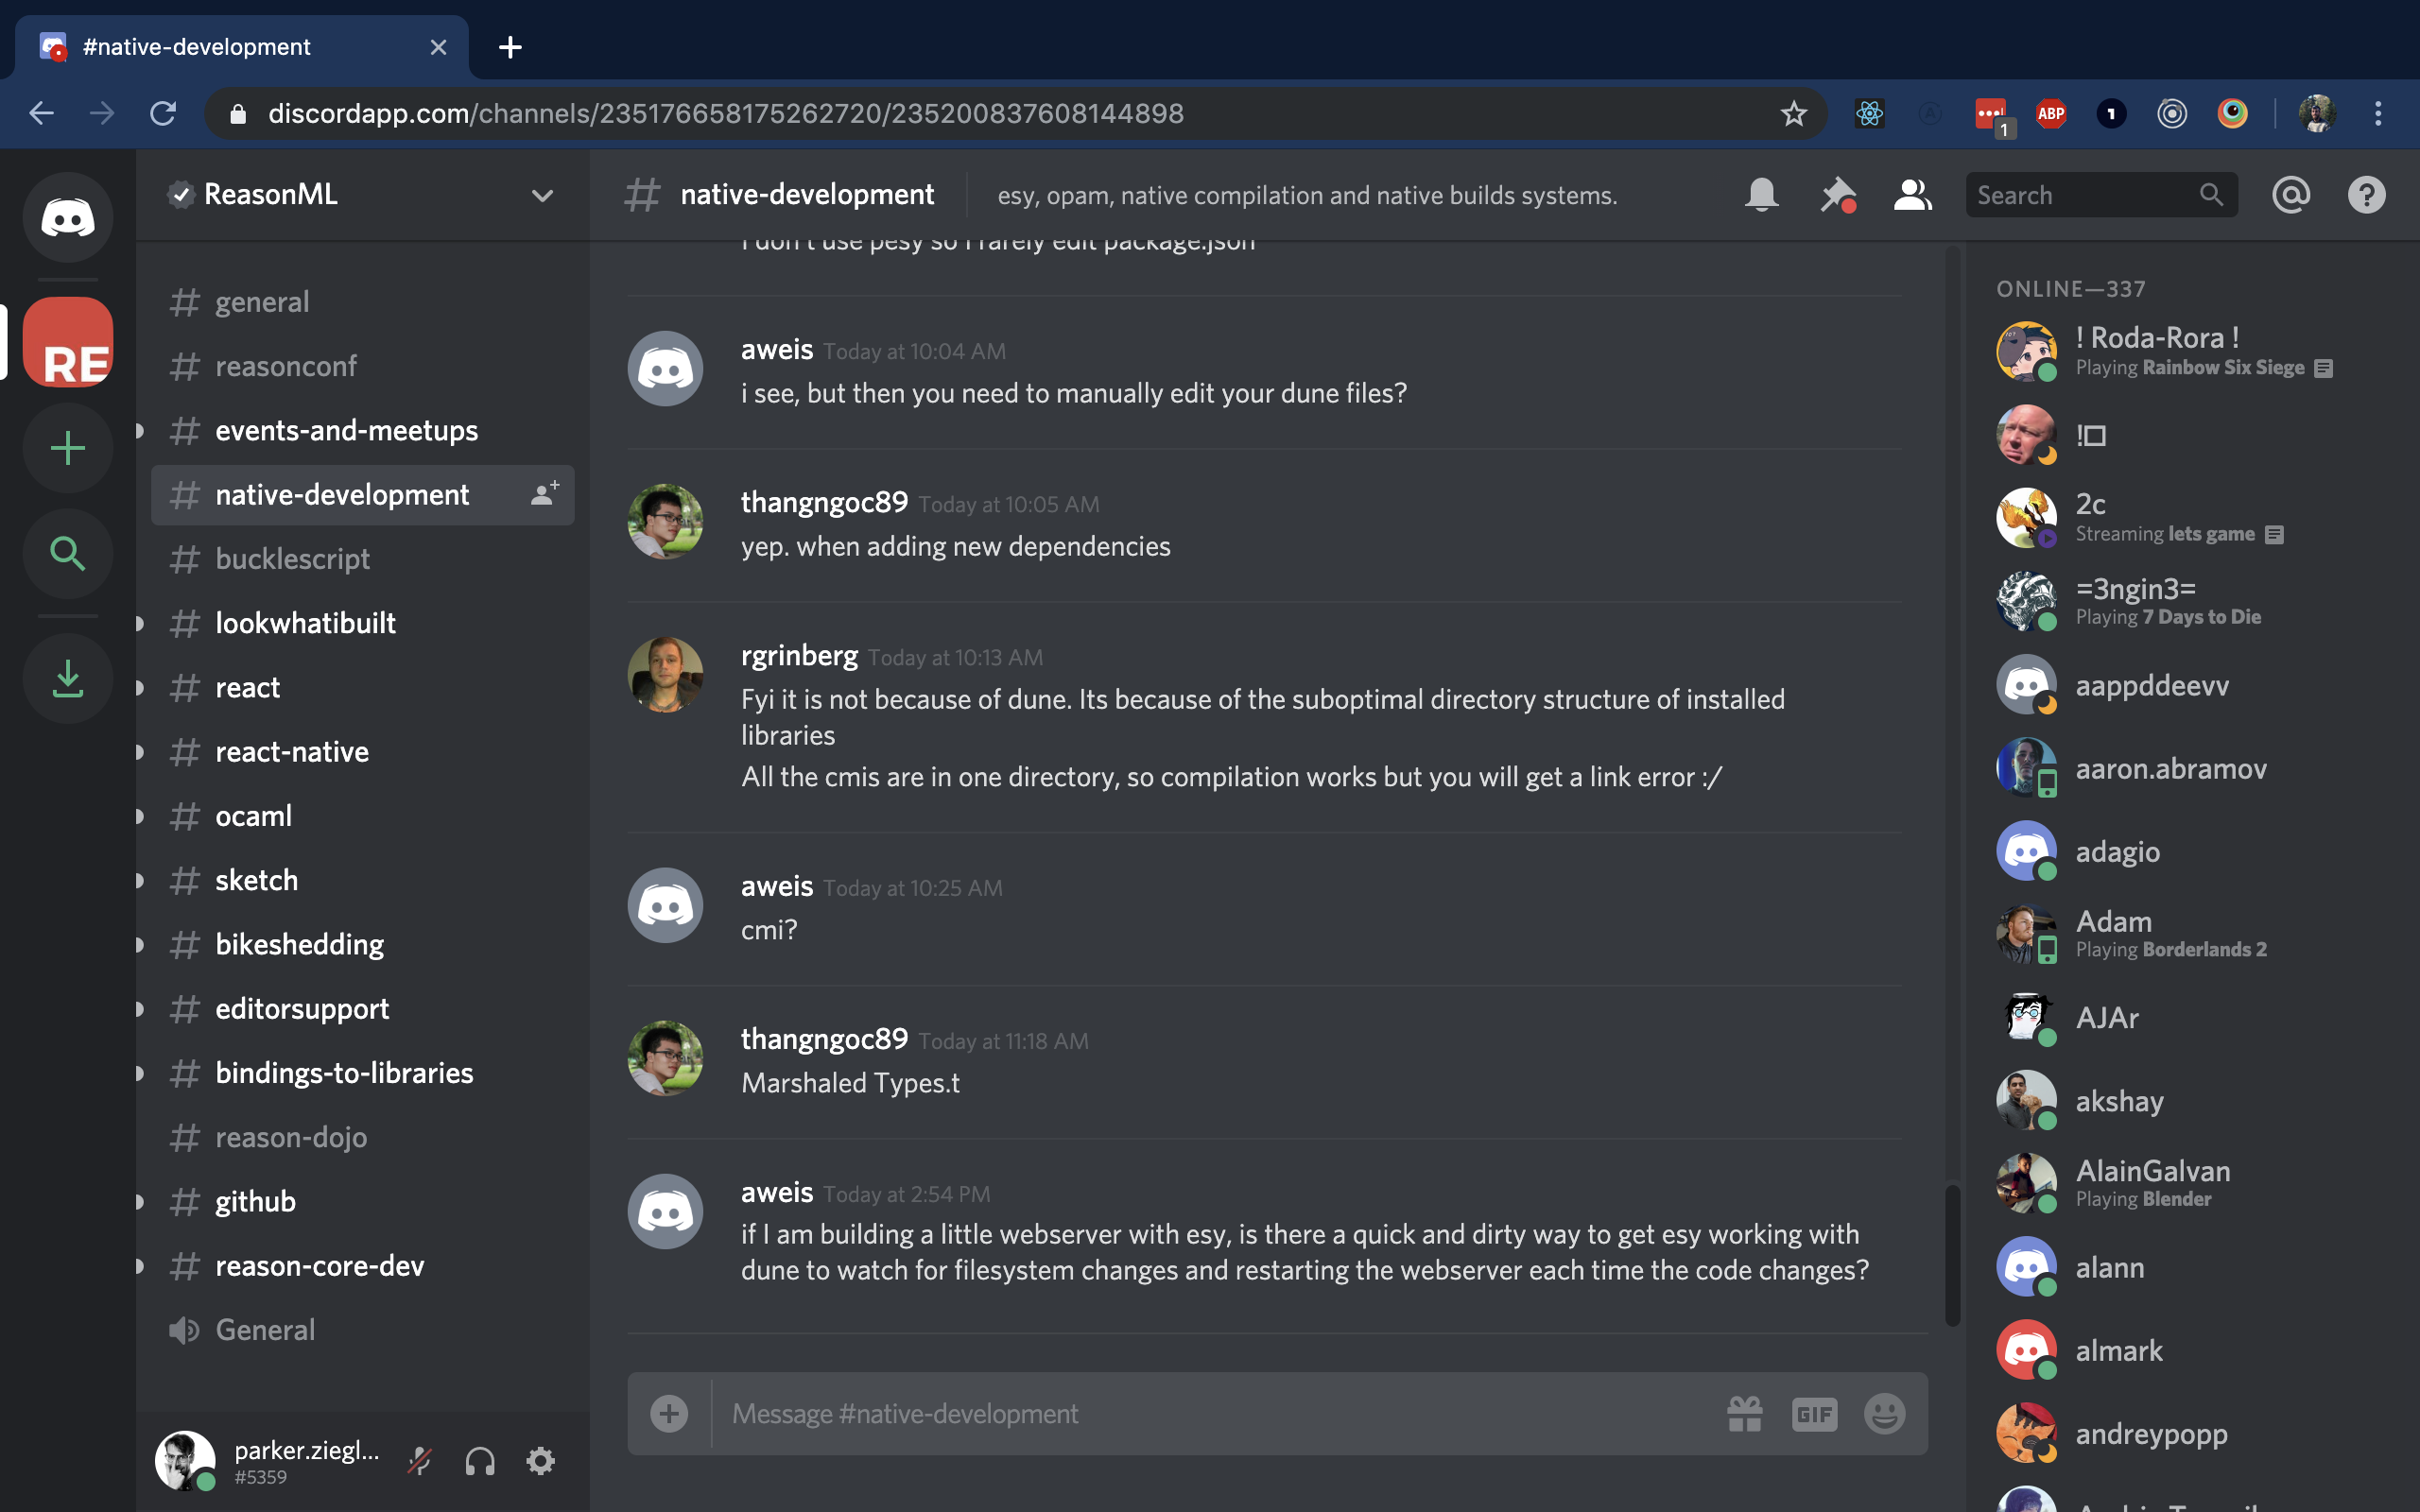 #native-development
discordapp.com/channels/235176658175262720/235200837608144898
1
ABP
1
ReasonML
native-development
esy, opam, native compilation and native builds systems.
Search
RE
general
reasonconf
events-and-meetups
native-development
bucklescript
lookwhatibuilt
react
react-native
ocaml
sketch
bikeshedding
editorsupport
bindings-to-libraries
reason-dojo
github
reason-core-dev
General
parker.ziegl...
#5359
I don't use pesy so I rarely edit package.json
aweis Today at 10:04 AM
i see, but then you need to manually edit your dune files?
thangngoc89 Today at 10:05 AM
yep. when adding new dependencies
rgrinberg Today at 10:13 AM
Fyi it is not because of dune. Its because of the suboptimal directory structure of installed
libraries
All the cmis are in one directory, so compilation works but you will get a link error :/
aweis Today at 10:25 AM
cmi?
thangngoc89 Today at 11:18 AM
Marshaled Types.t
aweis Today at 2:54 PM
if I am building a little webserver with esy, is there a quick and dirty way to get esy working with
dune to watch for filesystem changes and restarting the webserver each time the code changes?
Message #native-development
GIF
ONLINE—337
! Roda-Rora !
Playing Rainbow Six Siege
!□
2c
Streaming lets game
=3ngin3=
Playing 7 Days to Die
aappddeevv
aaron.abramov
adagio
Adam
Playing Borderlands 2
AJAr
akshay
AlainGalvan
Playing Blender
alann
almark
andreypopp